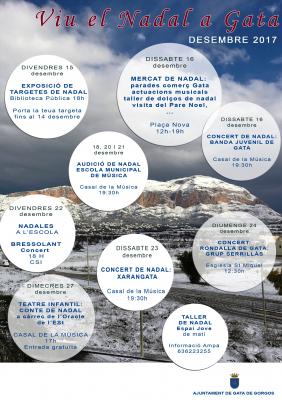 Viu el Nadal a Gata
DESEMBRE 2017
DIVENDRES 15
desembre
EXPOSICIÓ DE
TARGETES DE NADAL
Biblioteca Pública 18h
Porta la teua targeta
fins al 14 desembre
DISSABTE 16
desembre
MERCAT DE NADAL:
parades comerç Gata
actuacions musicals
taller de dolços de nadal
visita del Pare Noel,
...
Plaça Nova
12h-19h
DISSABTE 16
desembre
CONCERT DE NADAL:
BANDA JUVENIL DE
GATA
Casal de la Música
19:30h
18, 20 i 21
desembre
AUDICIÓ DE NADAL
ESCOLA MUNICIPAL
DE MÚSICA
Casal de la Música
19:30h
DIVENDRES 22
desembre
NADALES
A L'ESCOLA
BRESSOLANT
Concert
18 H
CSI
DISSABTE 23
desembre
CONCERT DE NADAL:
XARANGATA
Casal de la Música
19:30h
DIUMENGE 24
desembre
CONCERT:
RONDALLA DE GATA:
GRUP SERRILLAS
Església St Miquel
12:30h
DIMECRES 27
desembre
TEATRE INFANTIL:
CONTE DE NADAL
a càrrec de l'Oracle
de l'ESt
CASAL DE LA MÚSICA
17h
Entrada gratuïta
TALLER
DE NADAL
Espai Jove
de matí
Informació Ampa
636223255
AJUNTAMENT DE GATA DE GORGOS